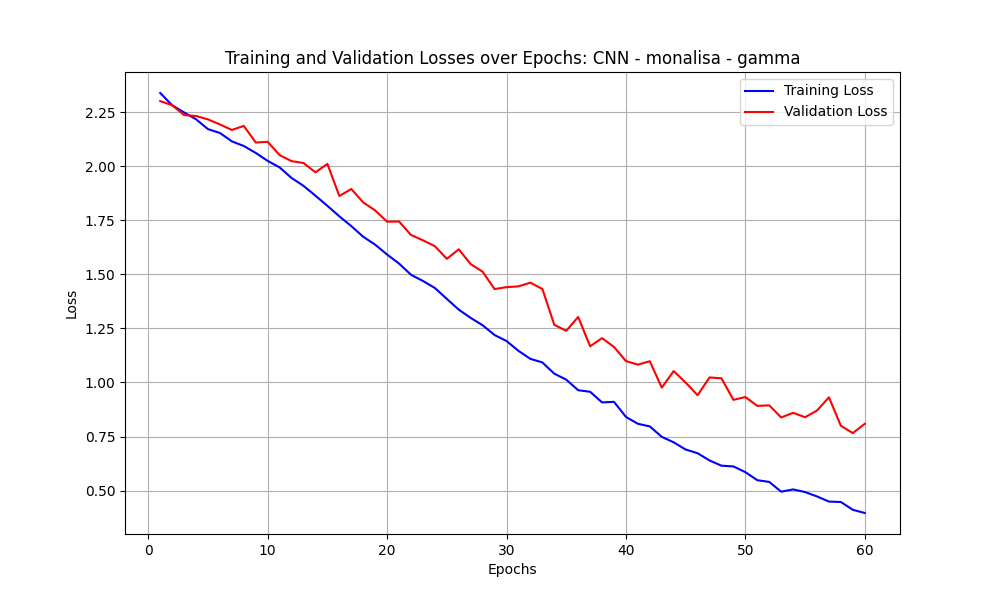 Training and Validation Losses over Epochs: CNN - monalisa - gamma
Training Loss
Validation Loss
Loss
2.25
2.00
1.75
1.50
1.25
1.00
0.75
0.50
0 10 20 30 40 50 60
Epochs